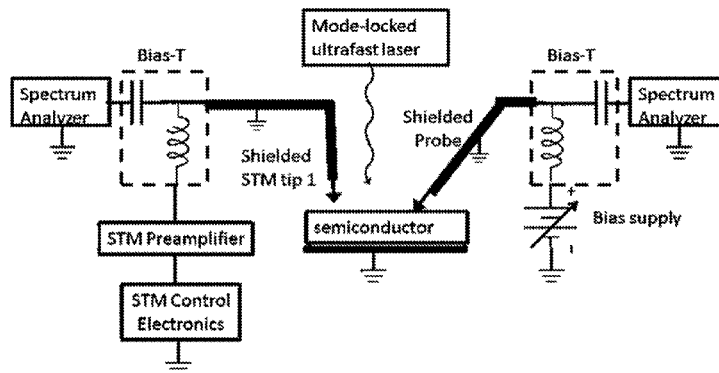 Mode-locked
ultrafast laser
Bias-T
Bias-T
Spectrum
Analyzer
Spectrum
Analyzer
Shielded
STM tip 1
Shielded
Probe
semiconductor
+
Bias supply
STM Preamplifier
STM Control
Electronics